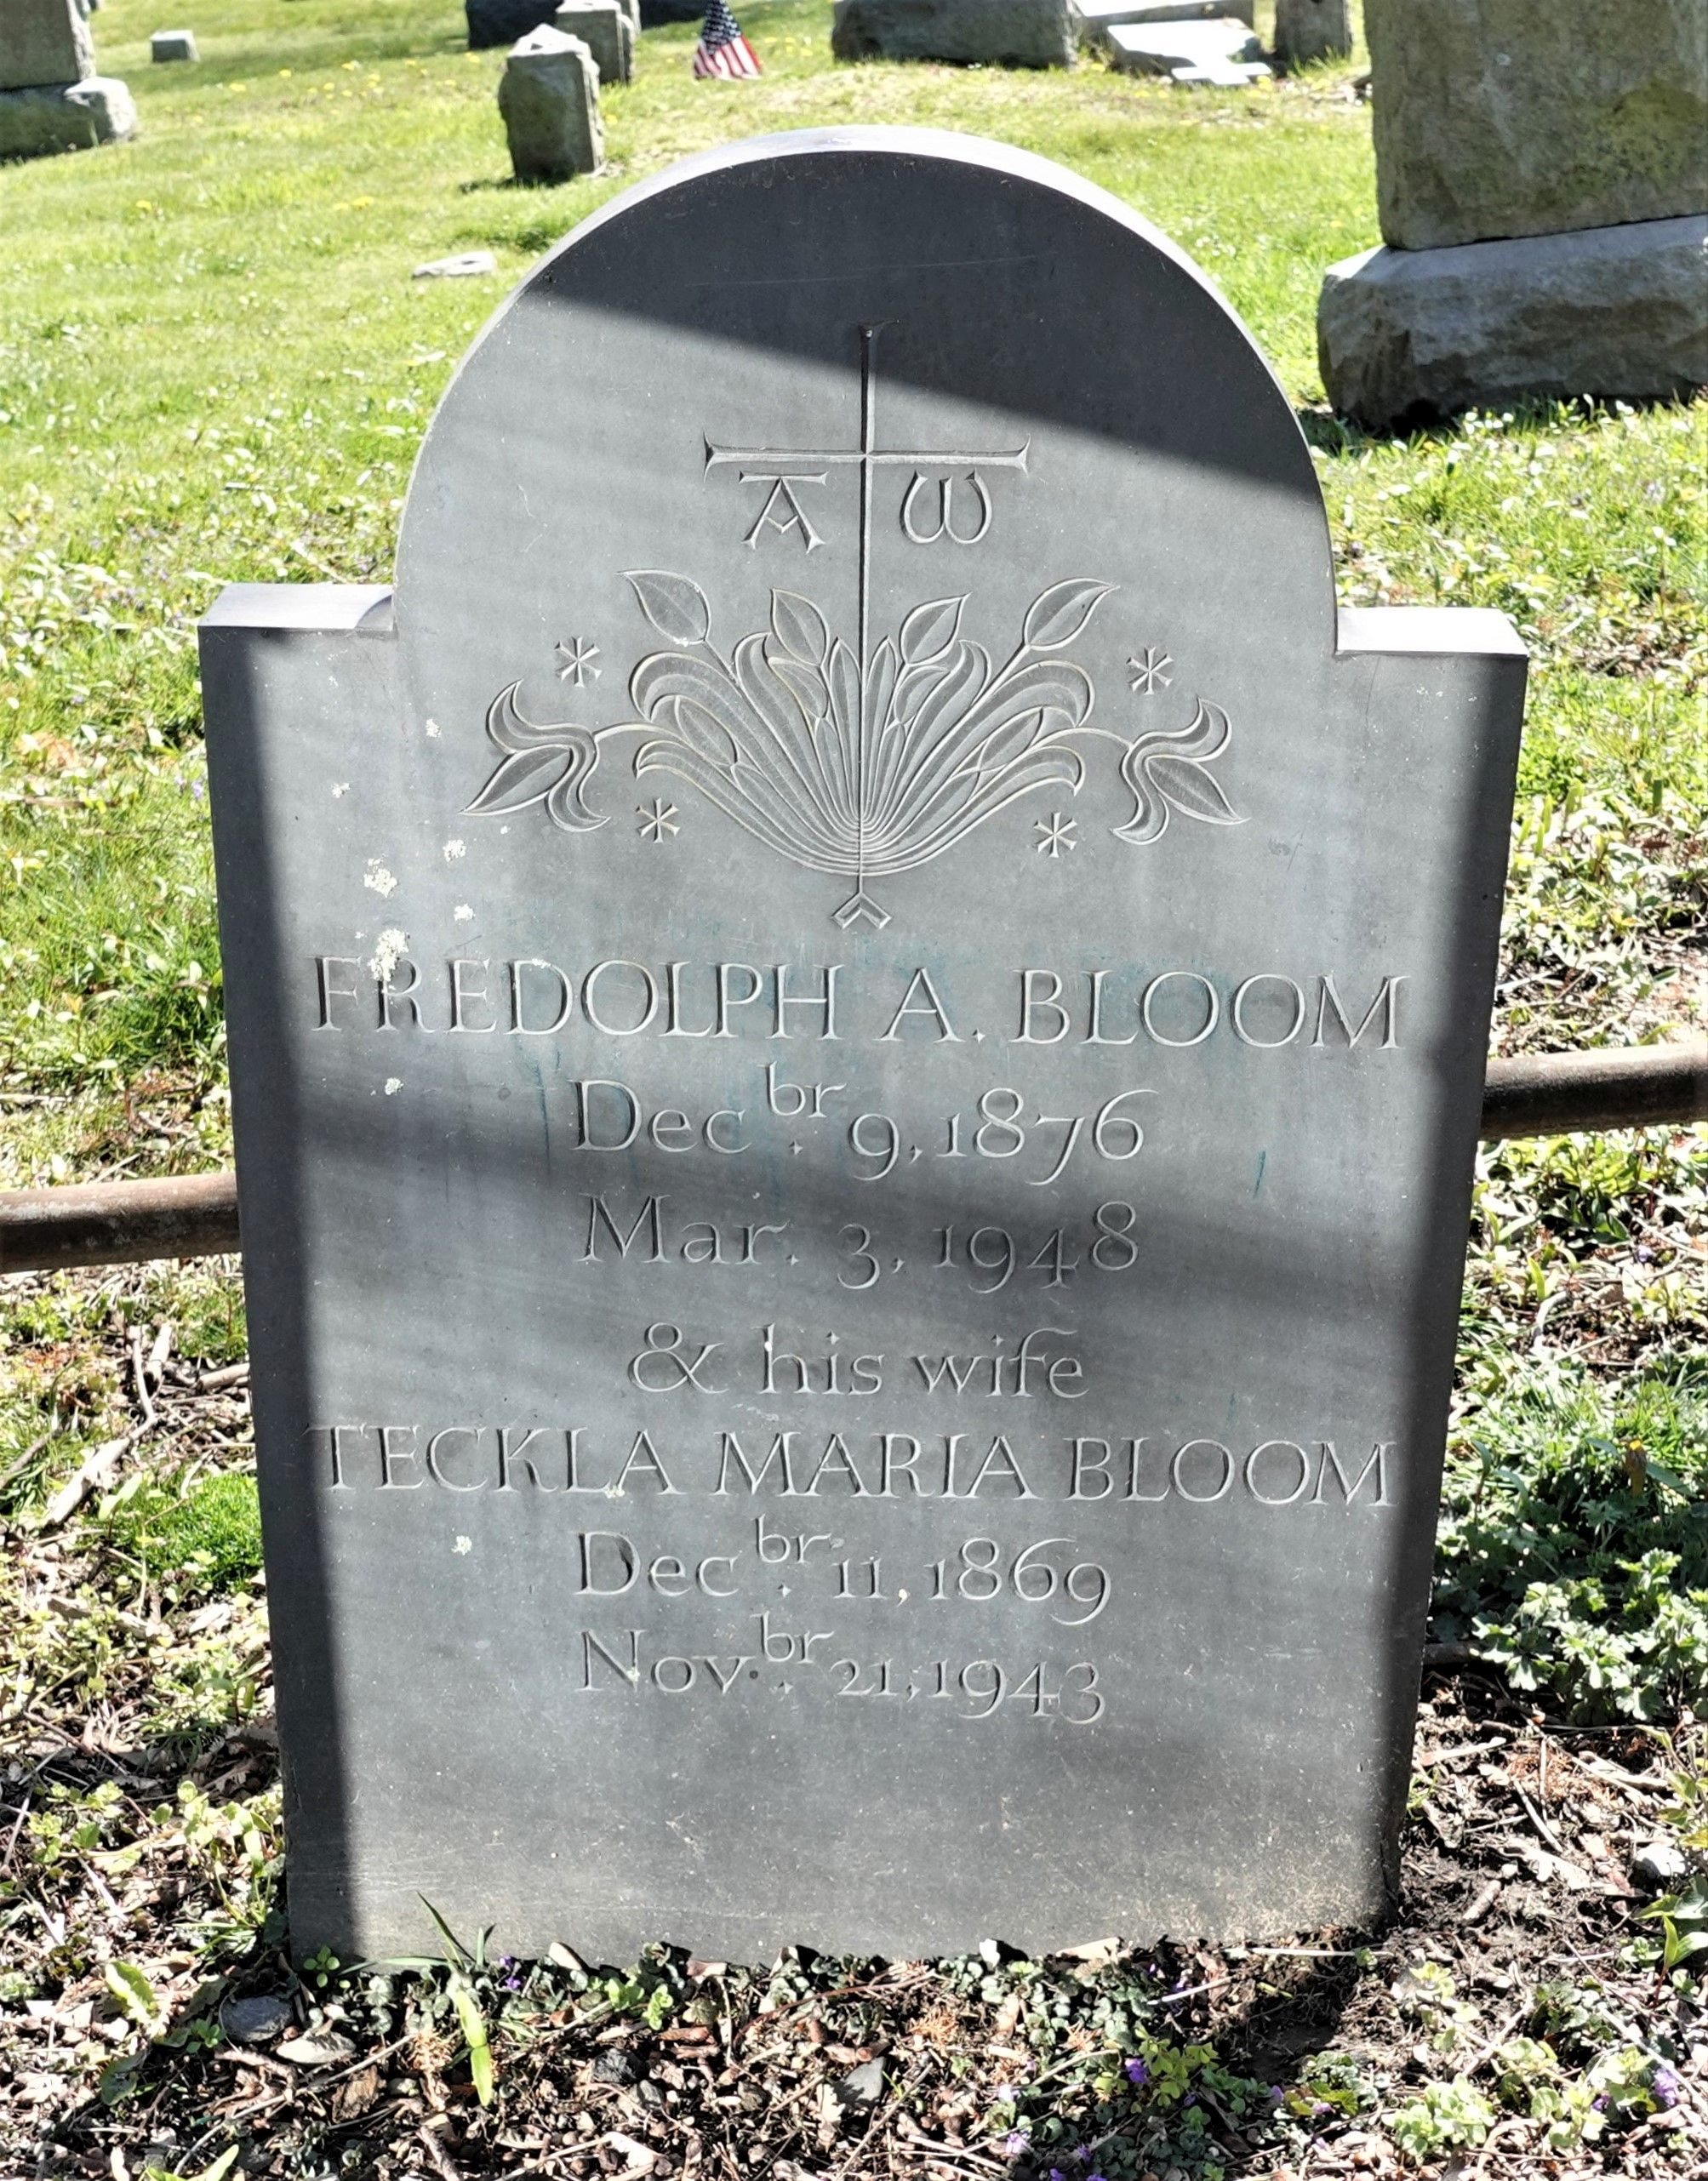 A ω
FREDOLPH A. BLOOM
Decbr. 9, 1876
Mar. 3, 1948
& his wife
TECKLA MARIA BLOOM
Decbr. 11, 1869
Novbr. 21, 1943